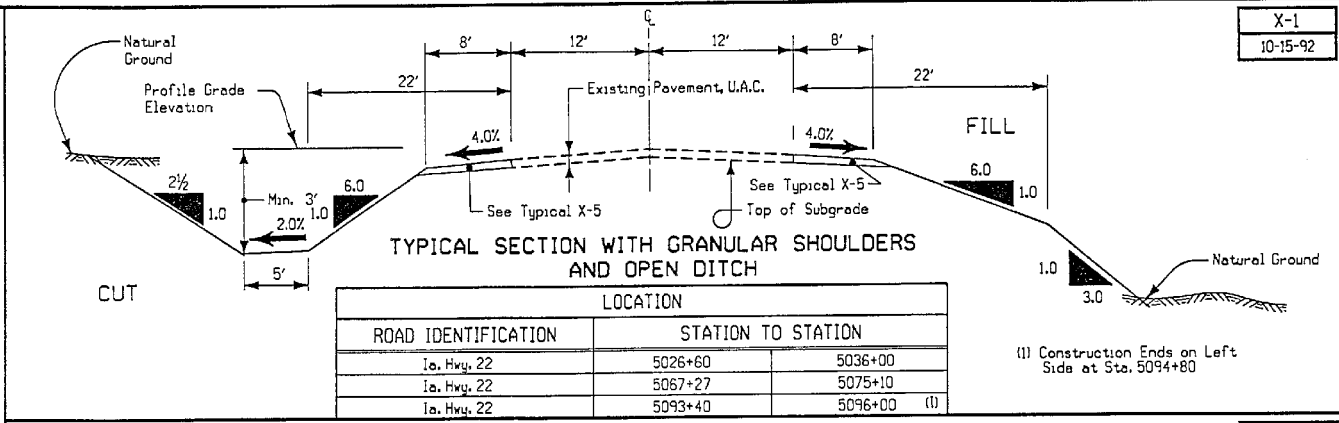 X-1
10-15-92
Natural
Ground
Profile Grade
Elevation
℄
8' 12' 12' 8'
22' 22'
Existing Pavement, U.A.C.
FILL
4.0% 4.0%
2½
1.0
Min. 3'
6.0
1.0
2.0%
See Typical X-5
See Typical X-5
Top of Subgrade
6.0
1.0
5'
CUT
TYPICAL SECTION WITH GRANULAR SHOULDERS
AND OPEN DITCH
1.0
3.0
Natural Ground
LOCATION
ROAD IDENTIFICATION STATION TO STATION
Ia. Hwy. 22 5026+60 5036+00
Ia. Hwy. 22 5067+27 5075+10
Ia. Hwy. 22 5093+40 5096+00 (1)
(1) Construction Ends on Left
Side at Sta. 5094+80